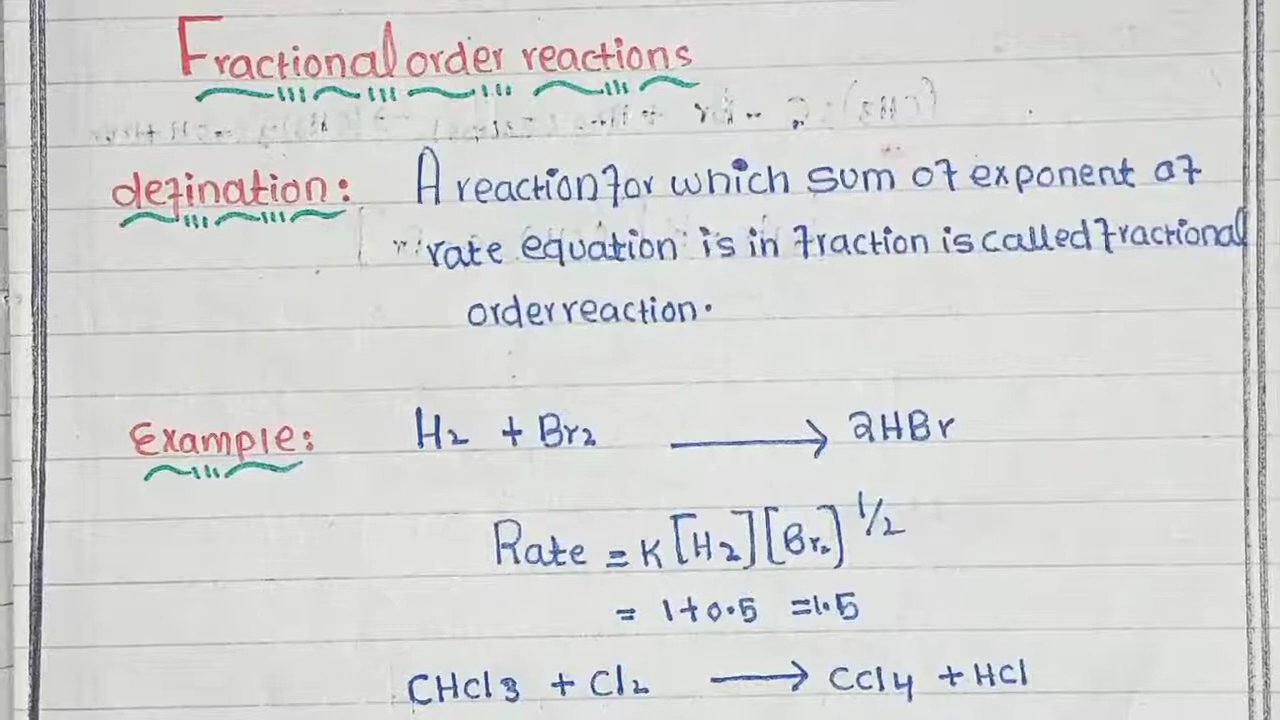 Fractional order reactions
defination: A reaction for which sum of exponent of
rate equation is in fraction is called fractional
order reaction.
Example: H₂ + Br₂ ⟶ 2HBr
Rate = K[H₂][Br₂]^1/2
= 1+0.5 =1.5
CHCl3 + Cl₂ ⟶ CCl4 + HCl